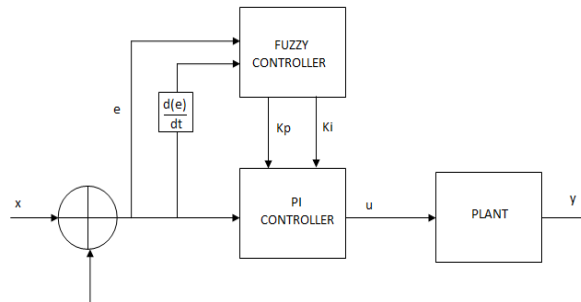 FUZZY
CONTROLLER
d(e)
dt
e
Kp
Ki
x
PI
CONTROLLER
u
PLANT
y